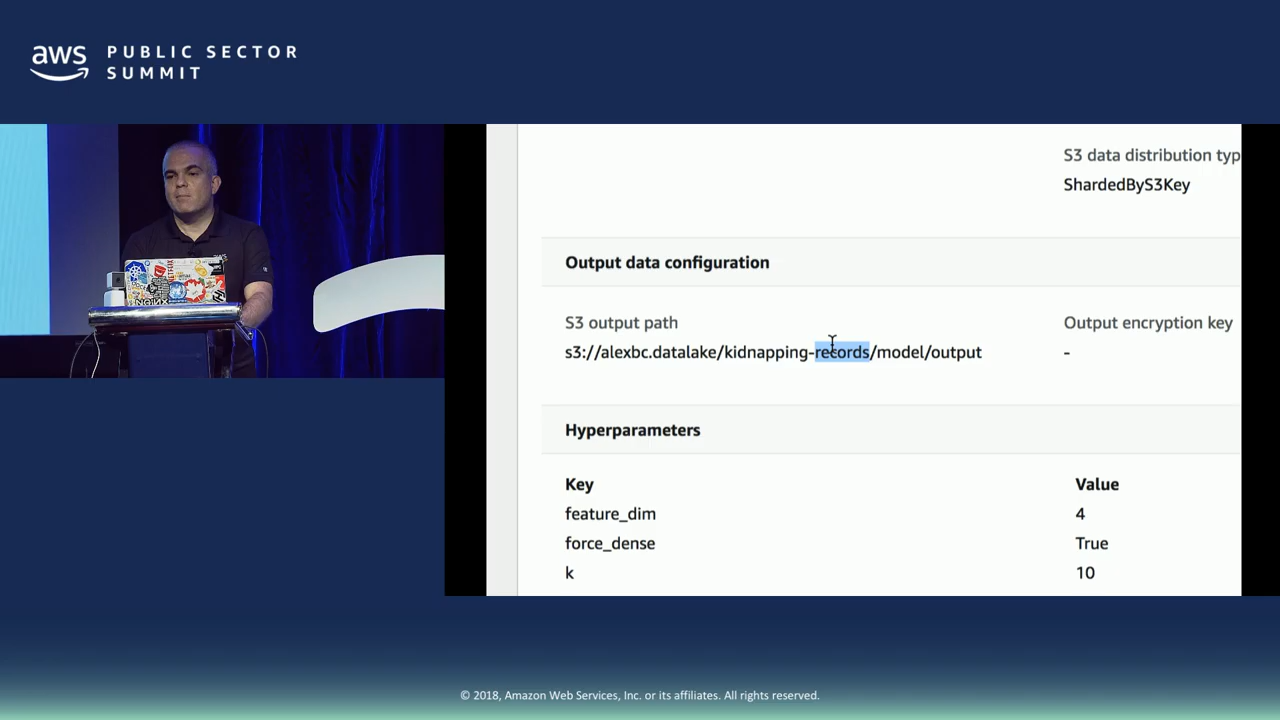 aws PUBLIC SECTOR
SUMMIT
NGINX
S3 data distribution typ
ShardedByS3Key
Output data configuration
S3 output path
Output encryption key
s3://alexbc.datalake/kidnapping-records/model/output
-
Hyperparameters
Key
Value
feature_dim
4
force_dense
True
k
10
© 2018, Amazon Web Services, Inc. or its affiliates. All rights reserved.